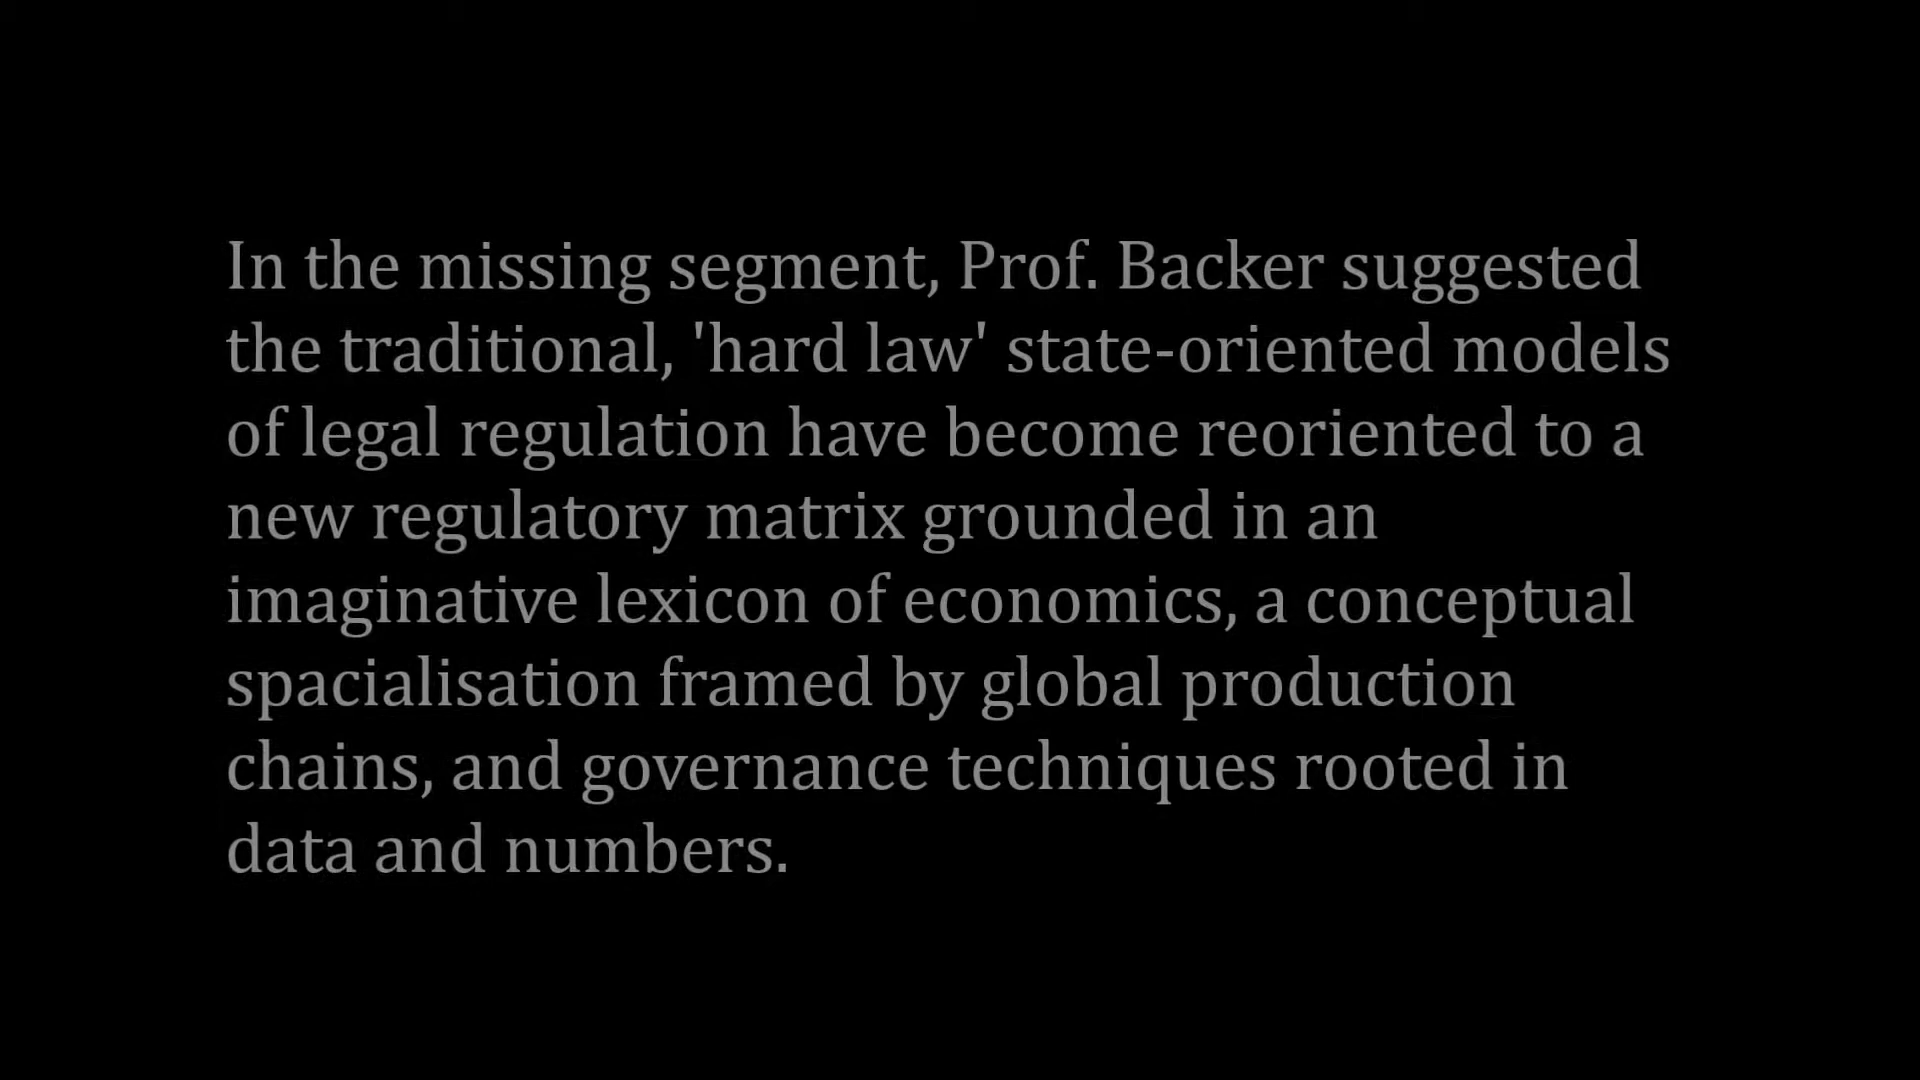 In the missing segment, Prof. Backer suggested
the traditional, 'hard law' state-oriented models
of legal regulation have become reoriented to a
new regulatory matrix grounded in an
imaginative lexicon of economics, a conceptual
spacialisation framed by global production
chains, and governance techniques rooted in
data and numbers.